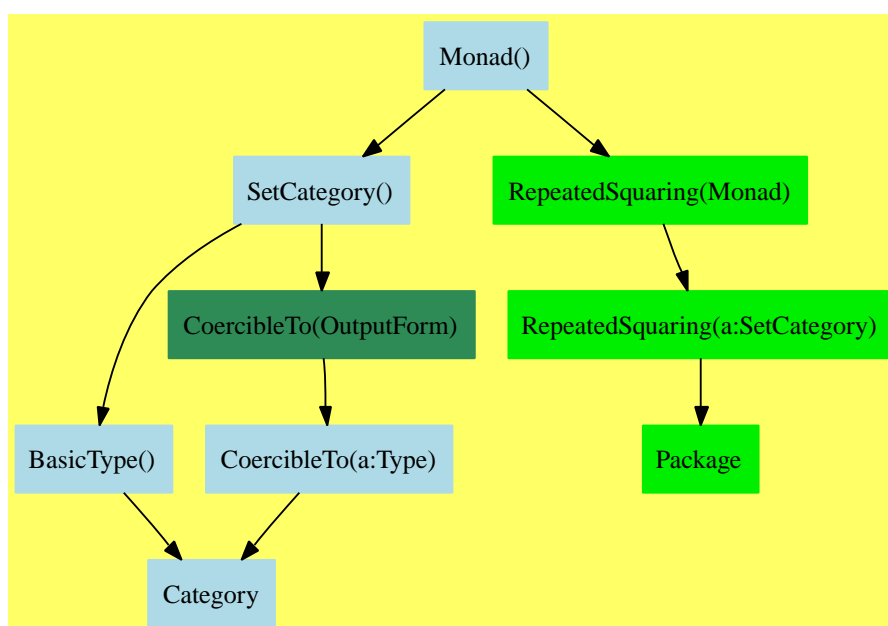 Monad()
SetCategory()
RepeatedSquaring(Monad)
CoercibleTo(OutputForm)
RepeatedSquaring(a:SetCategory)
BasicType()
CoercibleTo(a:Type)
Package
Category